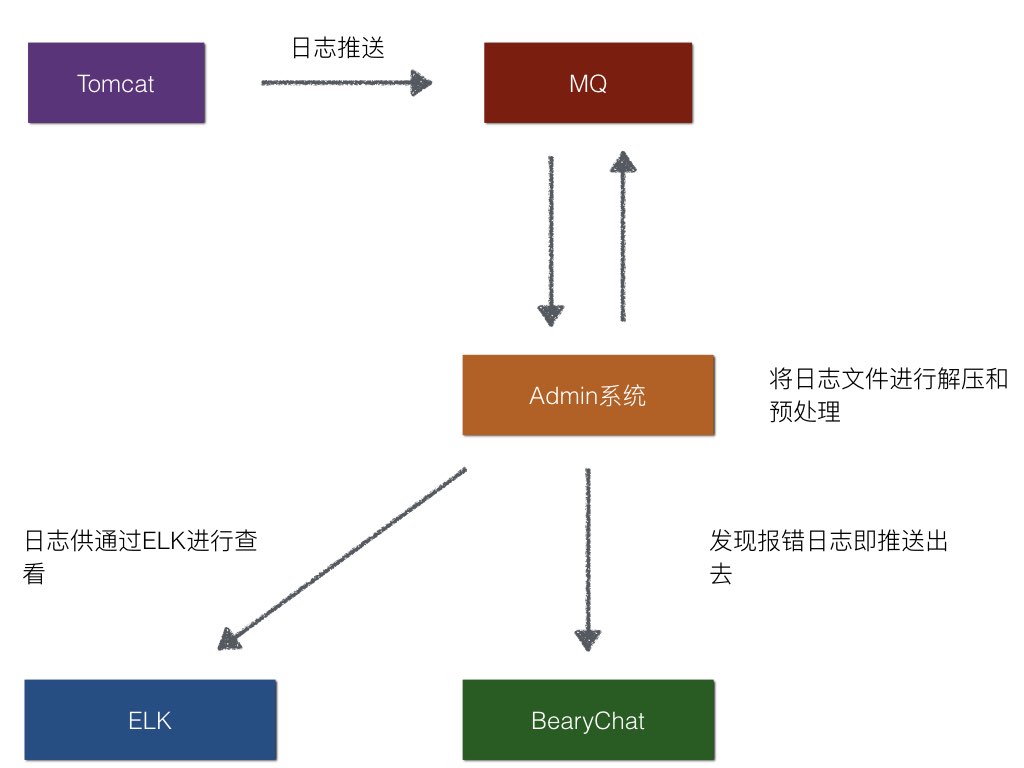 日志推送
Tomcat
MQ
Admin系统
将日志文件进行解压和
预处理
日志供通过ELK进行查
看
发现报错日志即推送出
去
ELK
BearyChat